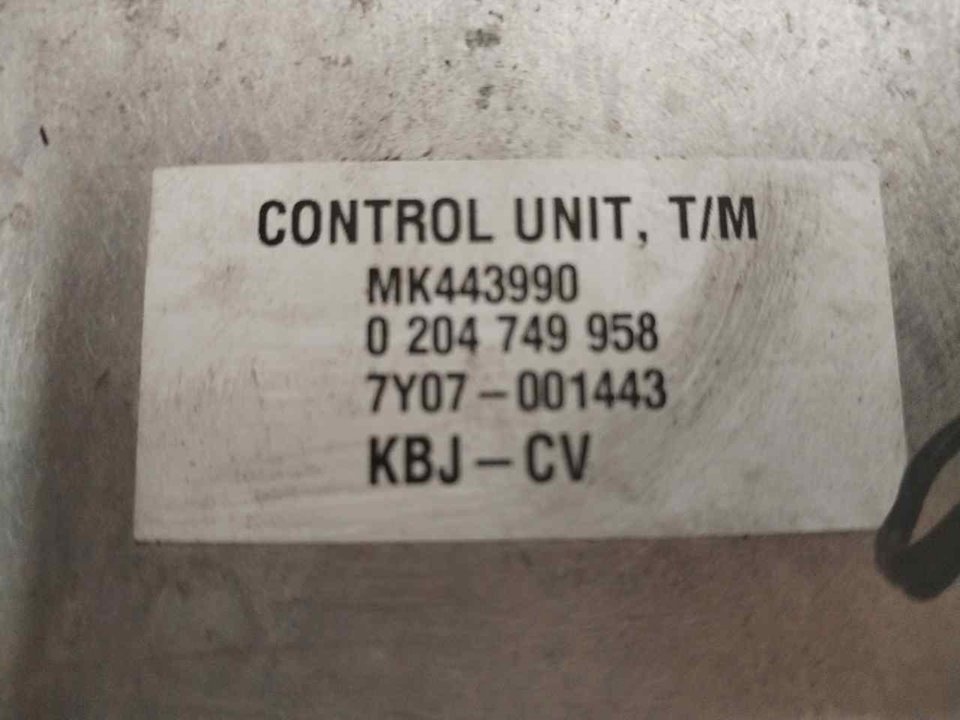 CONTROL UNIT, T/M
MK443990
0 204 749 958
7Y07-001443
KBJ-CV